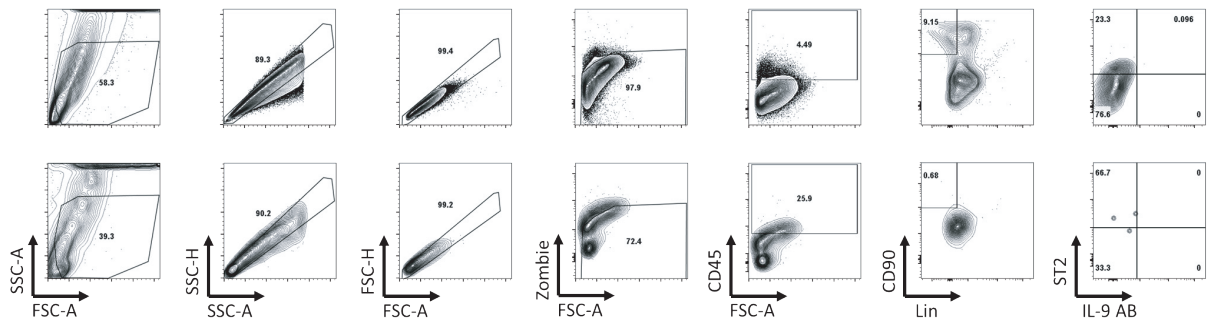 58.3
89.3
99.4
97.9
4.49
9.15
23.3 0.096
76.6 0
39.3
90.2
99.2
72.4
25.9
0.68
66.7 0
33.3 0
SSC-A
FSC-A
SSC-H
SSC-A
FSC-H
FSC-A
Zombie
FSC-A
CD45
FSC-A
CD90
Lin
ST2
IL-9 AB